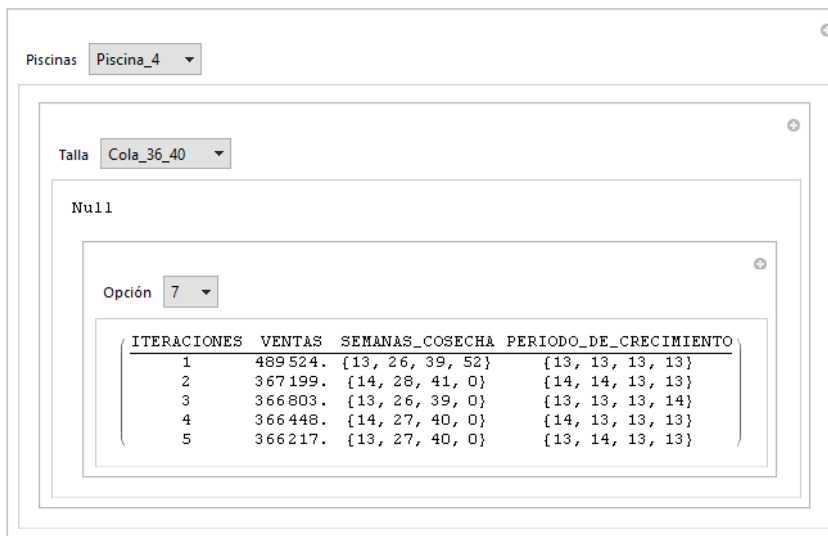 Piscinas Piscina_4
Talla Cola_36_40
Null
Opción 7
ITERACIONES VENTAS SEMANAS_COSECHA PERIODO_DE_CRECIMIENTO
1 489524. {13, 26, 39, 52} {13, 13, 13, 13}
2 367199. {14, 28, 41, 0} {14, 14, 13, 13}
3 366803. {13, 26, 39, 0} {13, 13, 13, 14}
4 366448. {14, 27, 40, 0} {14, 13, 13, 13}
5 366217. {13, 27, 40, 0} {13, 14, 13, 13}